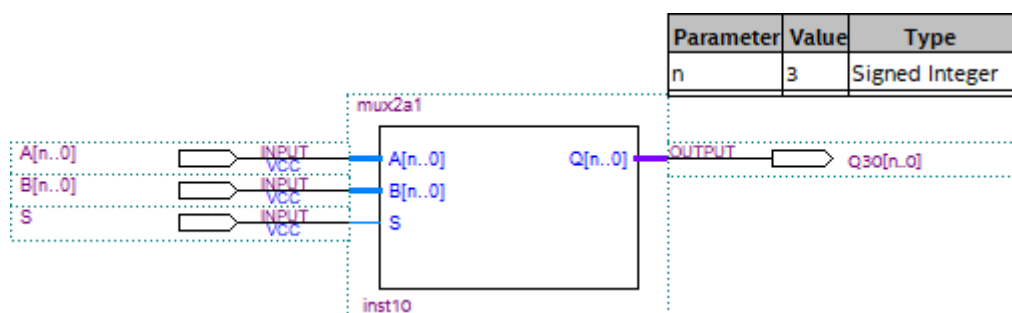 Parameter Value Type
n 3 Signed Integer
mux2a1
A[n..0] INPUT VCC A[n..0] Q[n..0] OUTPUT Q30[n..0]
B[n..0] INPUT VCC B[n..0]
S INPUT VCC S
inst10